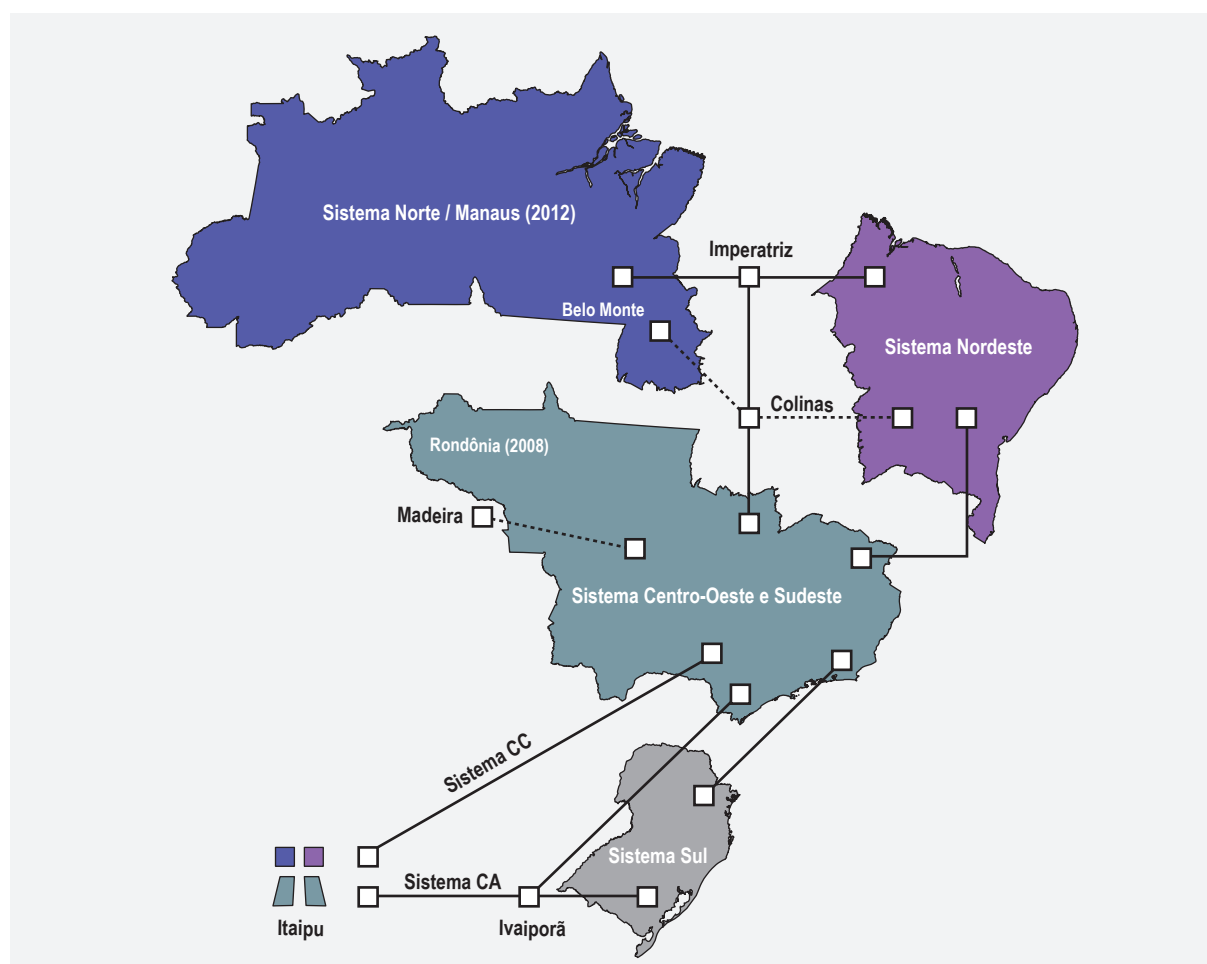 Sistema Norte / Manaus (2012)
Imperatriz
Belo Monte
Sistema Nordeste
Colinas
Rondônia (2008)
Madeira
Sistema Centro-Oeste e Sudeste
Sistema CC
Sistema Sul
Sistema CA
Itaipu
Ivaiporã